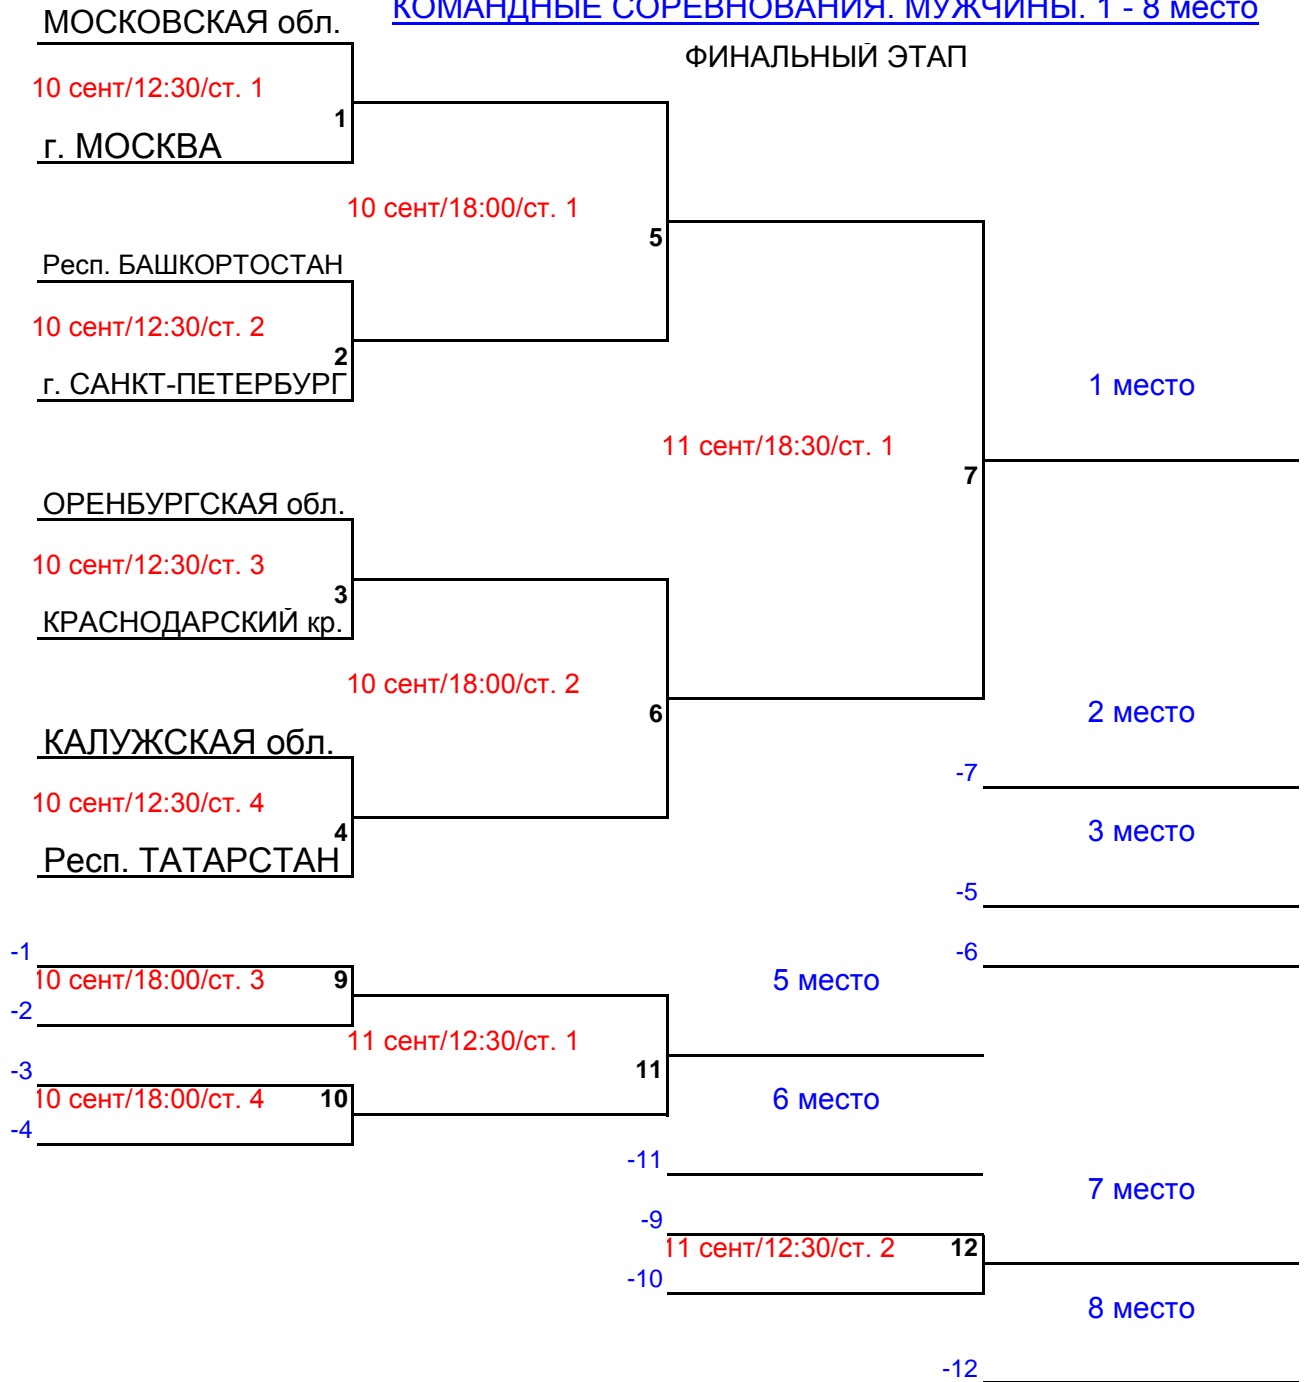 КОМАНДНЫЕ СОРЕВНОВАНИЯ. МУЖЧИНЫ. 1 - 8 место
МОСКОВСКАЯ обл.
ФИНАЛЬНЫЙ ЭТАП
10 сент/12:30/ст. 1
1
г. МОСКВА
10 сент/18:00/ст. 1
5
Респ. БАШКОРТОСТАН
10 сент/12:30/ст. 2
2
г. САНКТ-ПЕТЕРБУРГ
1 место
11 сент/18:30/ст. 1
7
ОРЕНБУРГСКАЯ обл.
10 сент/12:30/ст. 3
3
КРАСНОДАРСКИЙ кр.
10 сент/18:00/ст. 2
6
2 место
КАЛУЖСКАЯ обл.
-7
10 сент/12:30/ст. 4
4
3 место
Респ. ТАТАРСТАН
-5
-1
-6
10 сент/18:00/ст. 3
9
5 место
-2
11 сент/12:30/ст. 1
11
-3
10 сент/18:00/ст. 4
10
6 место
-4
-11
7 место
-9
11 сент/12:30/ст. 2
12
-10
8 место
-12